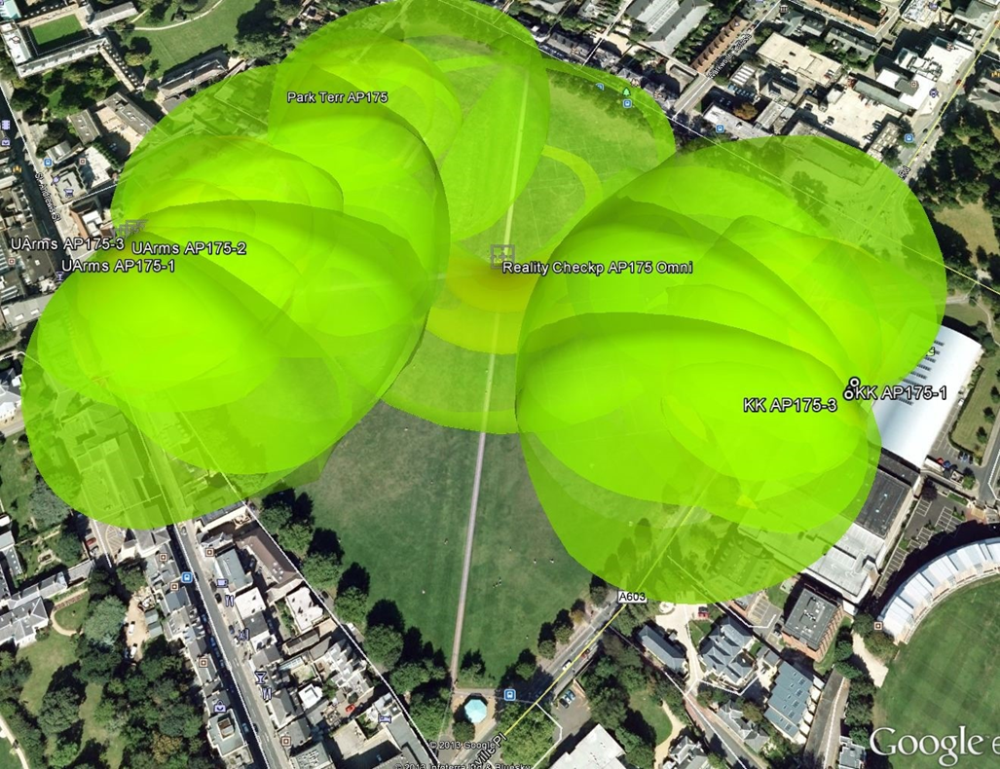 Park Terr AP175
UArms AP175-3
UArms AP175-2
UArms AP175-1
Reality Checkp AP175 Omni
KK AP175-1
KK AP175-3
A603
Google
© 2013 Google